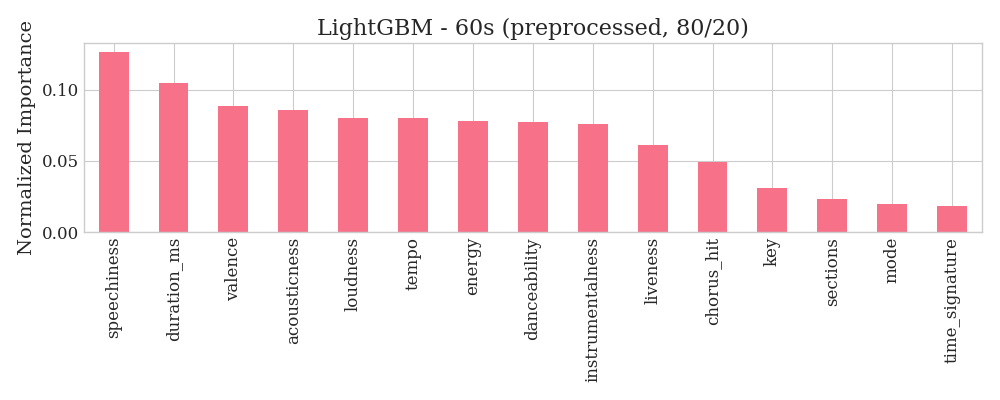 LightGBM - 60s (preprocessed, 80/20)
Normalized Importance
0.10
0.05
0.00
speechiness
duration_ms
valence
acousticness
loudness
tempo
energy
danceability
instrumentalness
liveness
chorus_hit
key
sections
mode
time_signature